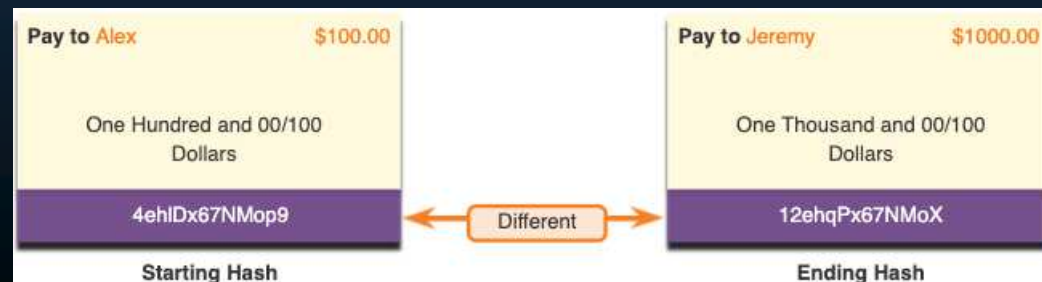 Pay to Alex $100.00
One Hundred and 00/100
Dollars
4ehIDx67NMop9
Starting Hash
Different
Pay to Jeremy $1000.00
One Thousand and 00/100
Dollars
12ehqPx67NMoX
Ending Hash